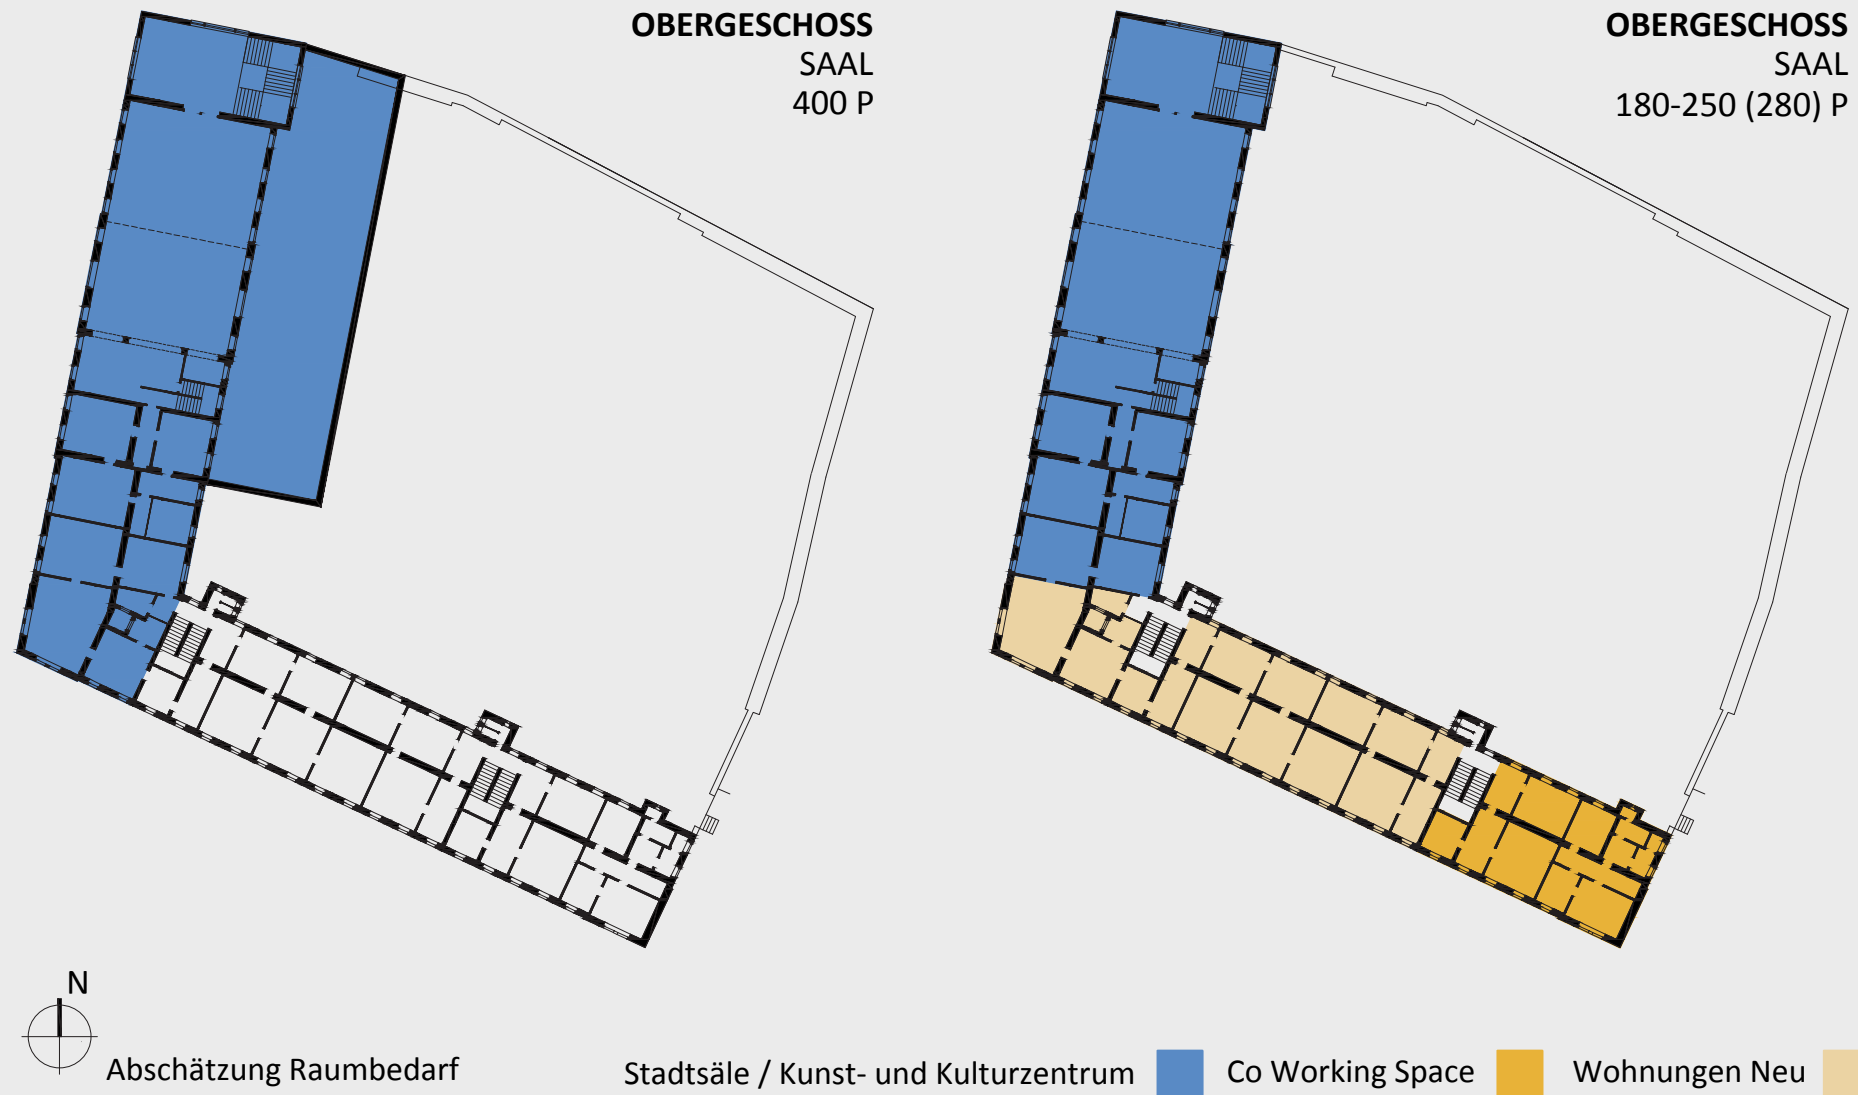 OBERGESCHOSS
SAAL
400 P
OBERGESCHOSS
SAAL
180-250 (280) P
N
Abschätzung Raumbedarf
Stadtsäle / Kunst- und Kulturzentrum
Co Working Space
Wohnungen Neu